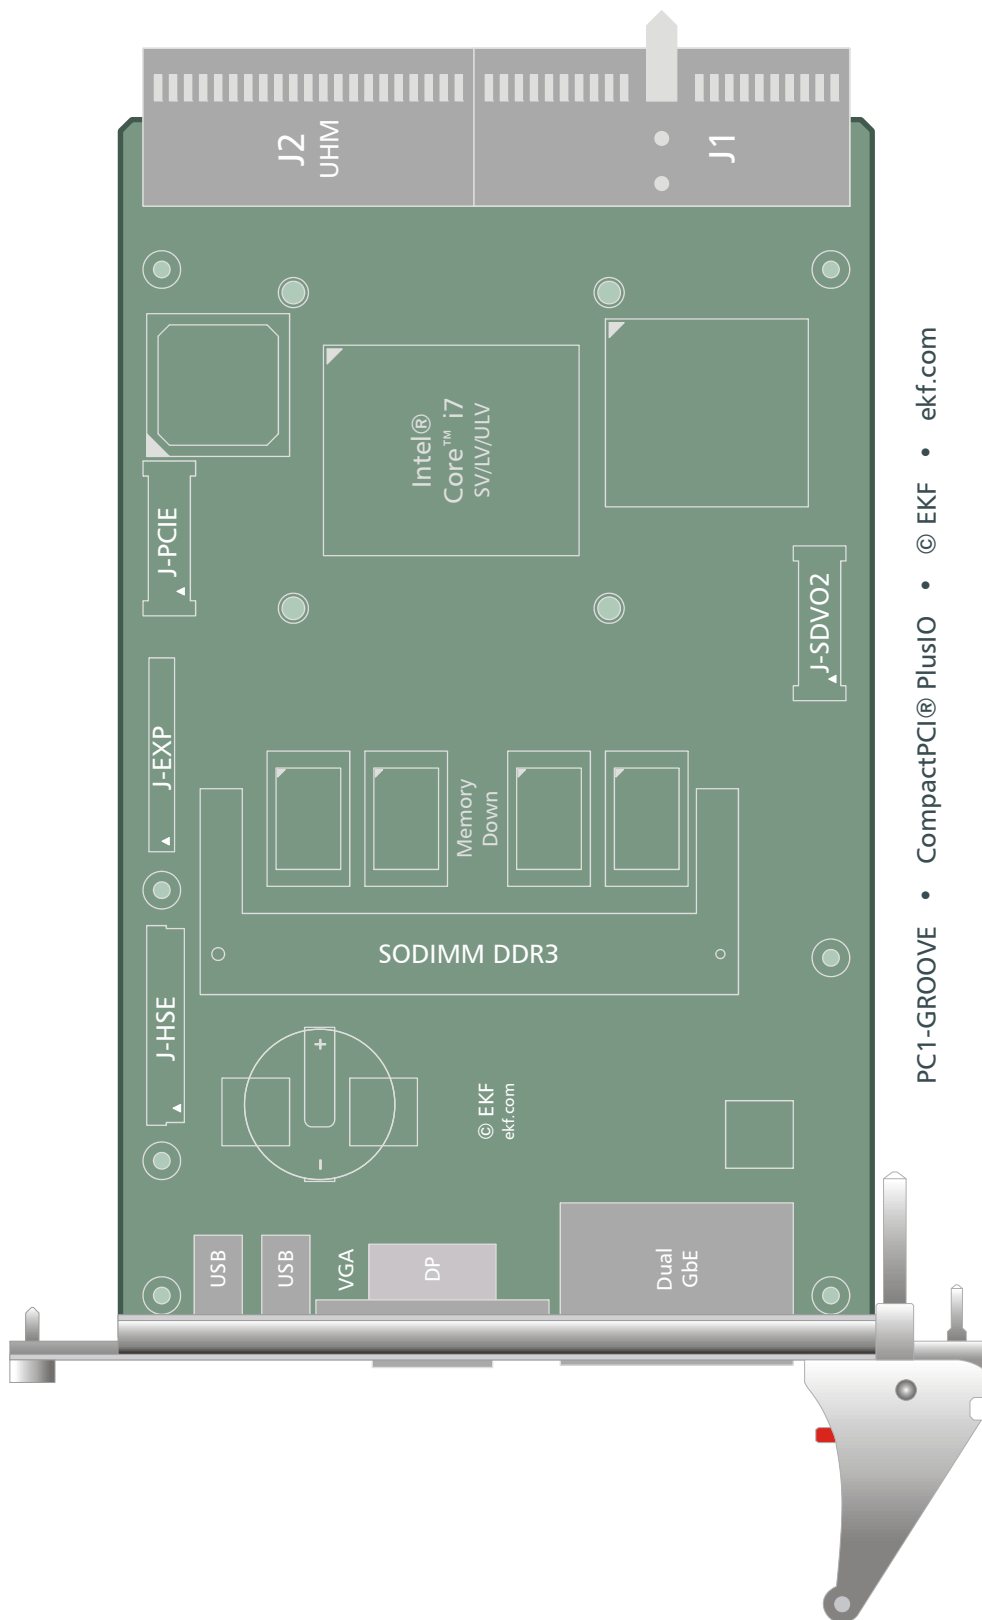 J2
UHM
J1
Intel®
Core™ i7
SV/LV/ULV
J-PCIE
J-SDVO2
J-EXP
Memory
Down
SODIMM DDR3
J-HSE
+
−
© EKF
ekf.com
USB
USB
VGA
DP
Dual
GbE
PC1-GROOVE • CompactPCI® PlusIO • © EKF • ekf.com